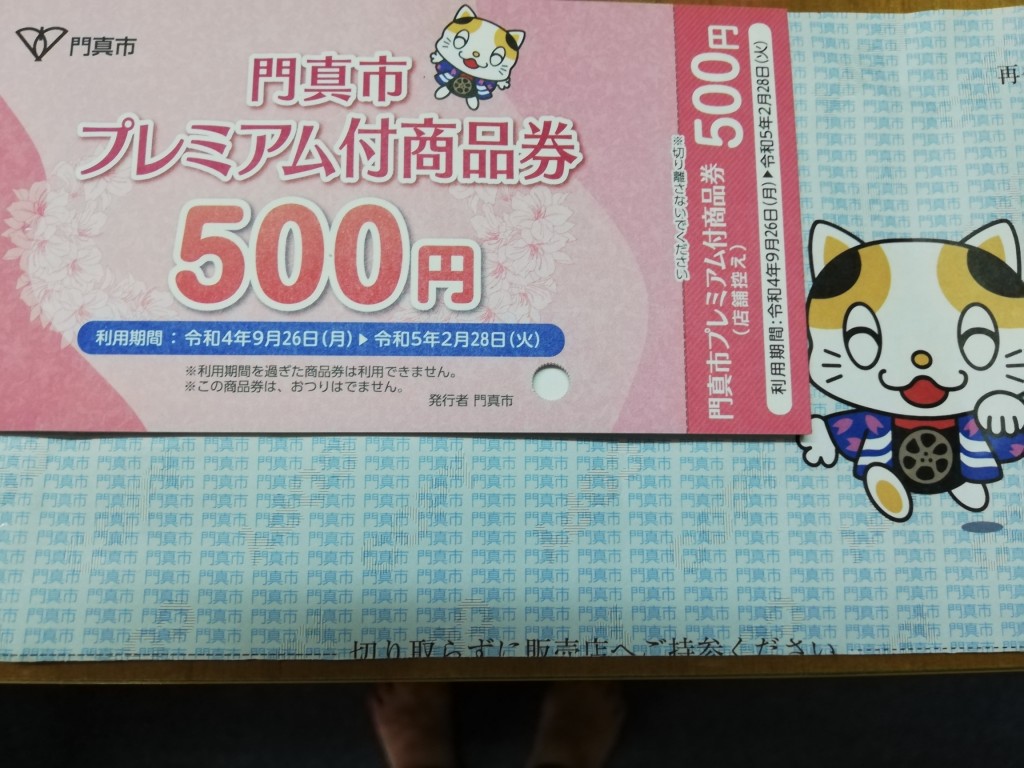 門真市
門真市
プレミアム付商品券
500円
利用期間：令和4年9月26日(月)▶令和5年2月28日(火)
※利用期間を過ぎた商品券は利用できません。
※この商品券は、おつりはでません。
発行者 門真市
※切り離さないでください
門真市プレミアム付商品券 500円
(店舗控え)
利用期間:令和4年9月26日(月)▶令和5年2月28日(火)
再
切り取らずに販売店へご持参ください